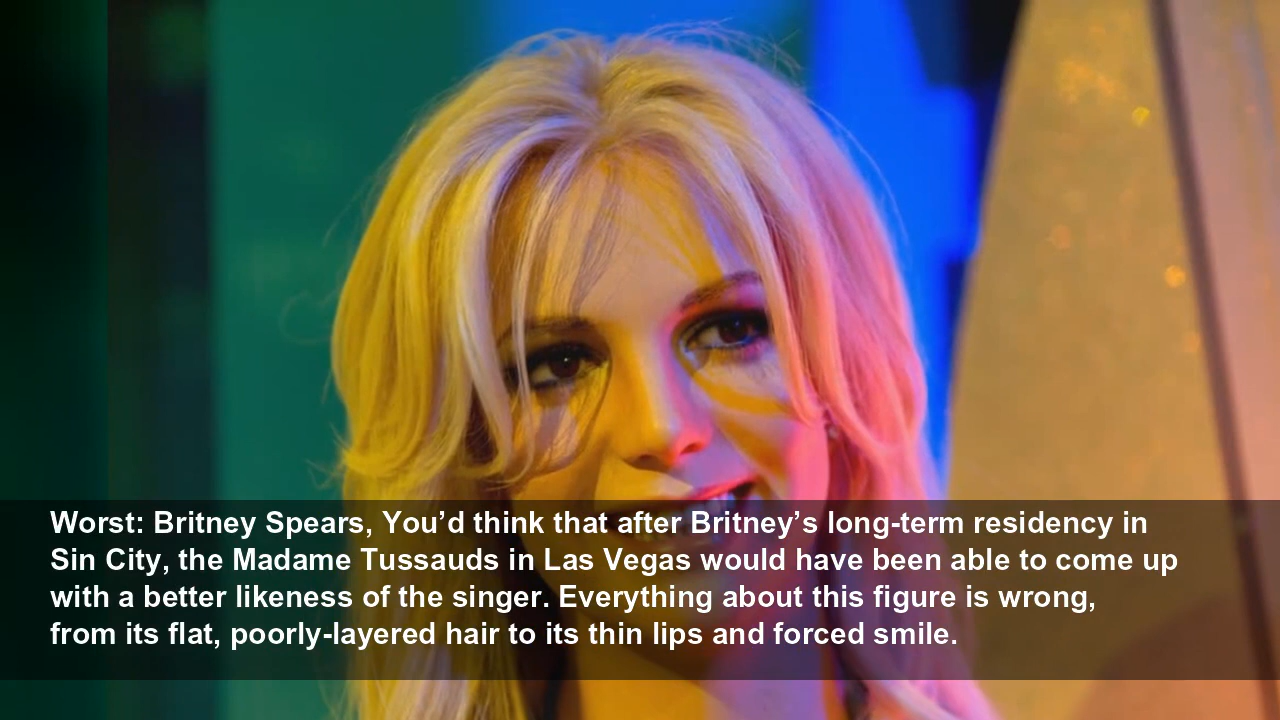 Worst: Britney Spears, You’d think that after Britney’s long-term residency in
Sin City, the Madame Tussauds in Las Vegas would have been able to come up
with a better likeness of the singer. Everything about this figure is wrong,
from its flat, poorly-layered hair to its thin lips and forced smile.